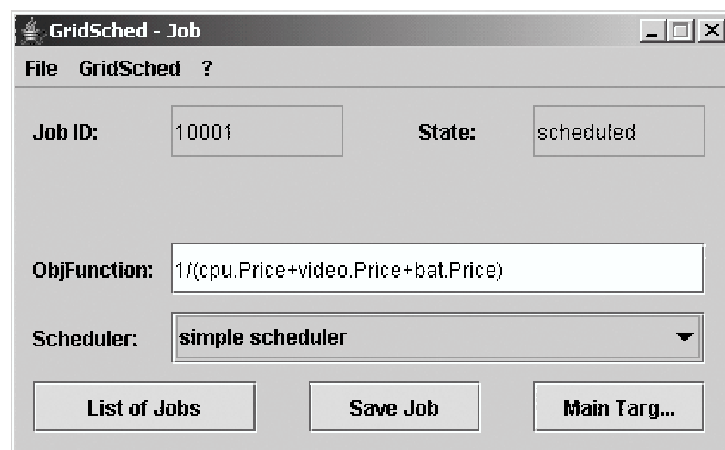 GridSched - Job
File GridSched ?
Job ID: 10001 State: scheduled
ObjFunction: 1/(cpu.Price+video.Price+bat.Price)
Scheduler: simple scheduler
List of Jobs Save Job Main Targ...